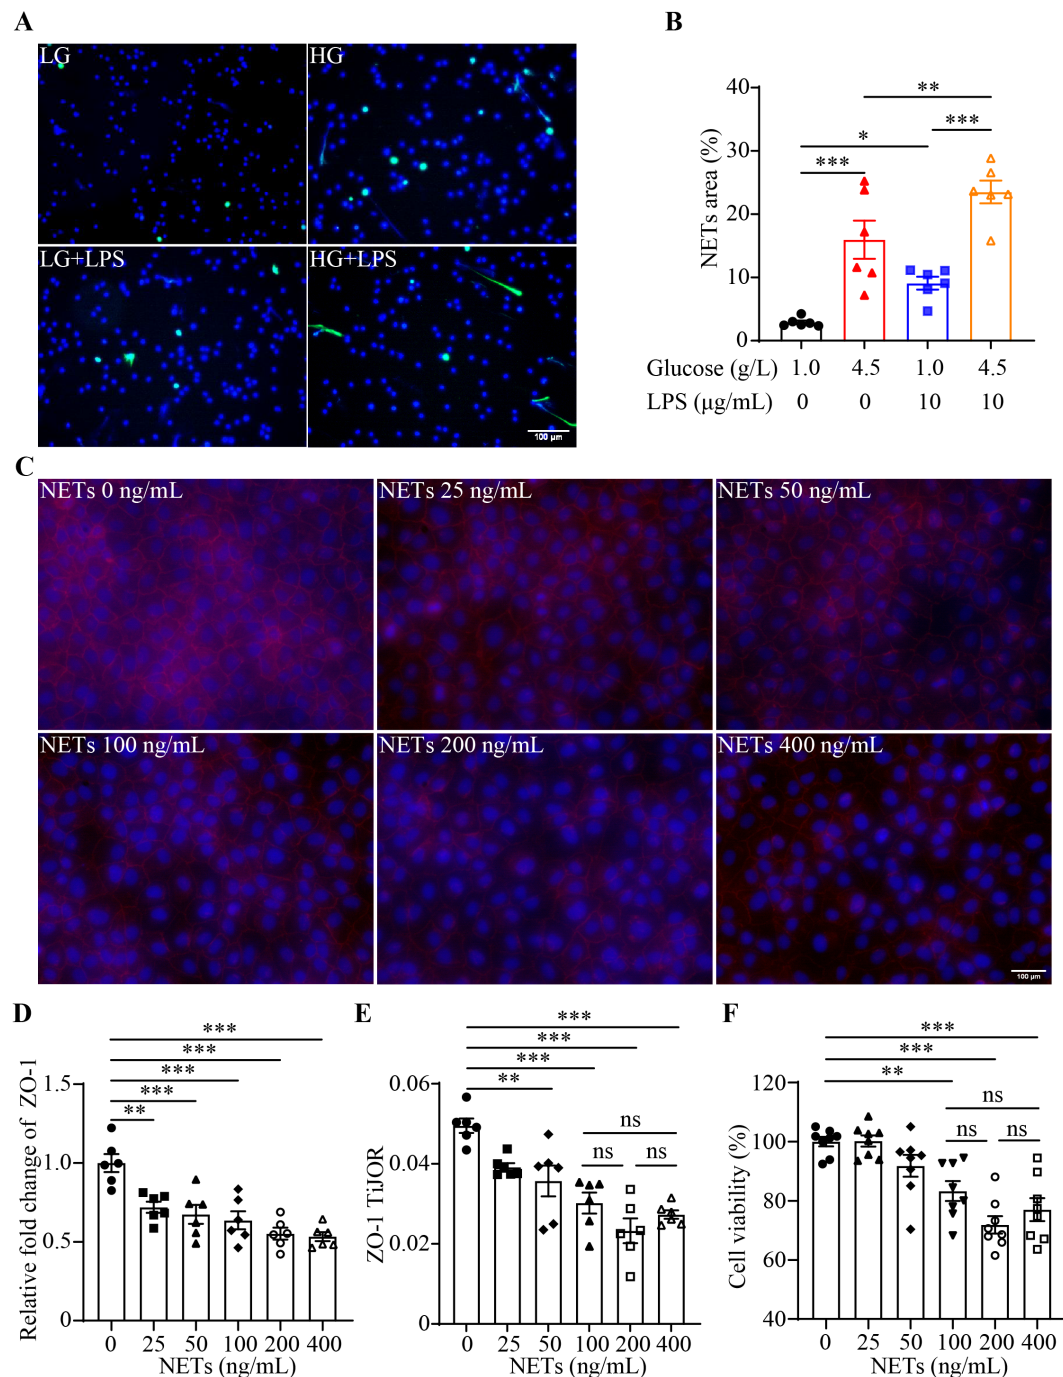 A
LG
HG
LG+LPS
HG+LPS
100 μm
B
NETs area (%)
40
30
20
10
0
**
***
*
***
Glucose (g/L) 1.0 4.5 1.0 4.5
LPS (μg/mL) 0 0 10 10
C
NETs 0 ng/mL
NETs 25 ng/mL
NETs 50 ng/mL
NETs 100 ng/mL
NETs 200 ng/mL
NETs 400 ng/mL
100 μm
D
Relative fold change of ZO-1
***
***
***
***
**
1.5
1.0
0.5
0
0 25 50 100 200 400
NETs (ng/mL)
E
ZO-1 TiJOR
***
***
***
**
ns
ns
ns
0.06
0.04
0.02
0
0 25 50 100 200 400
NETs (ng/mL)
F
Cell viability (%)
***
***
**
ns
ns
ns
120
100
80
60
40
0 25 50 100 200 400
NETs (ng/mL)